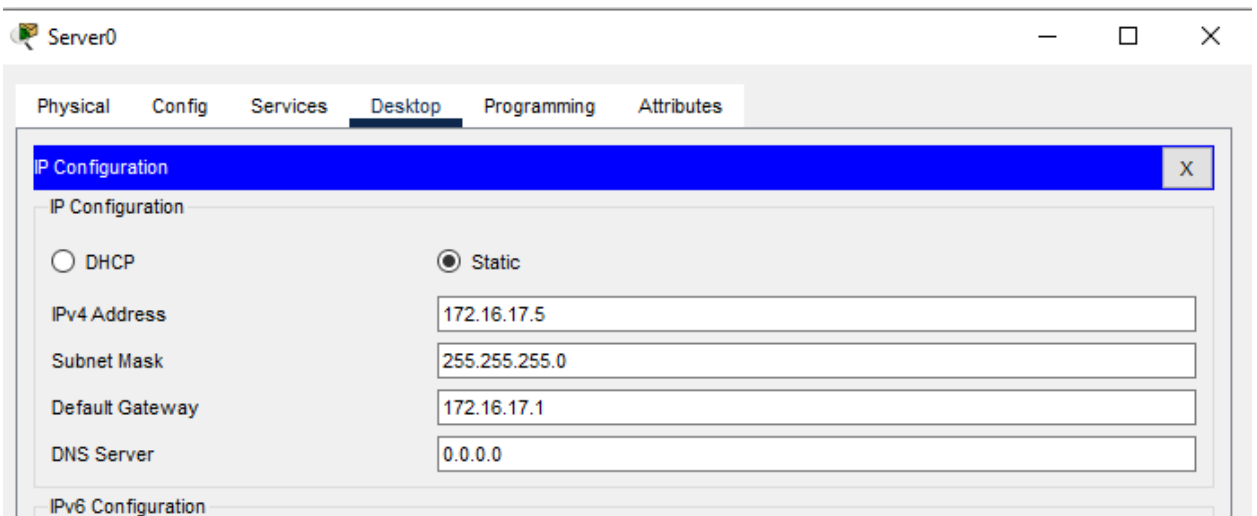 Server0
Physical Config Services Desktop Programming Attributes
IP Configuration X
IP Configuration
DHCP Static
IPv4 Address 172.16.17.5
Subnet Mask 255.255.255.0
Default Gateway 172.16.17.1
DNS Server 0.0.0.0
IPv6 Configuration